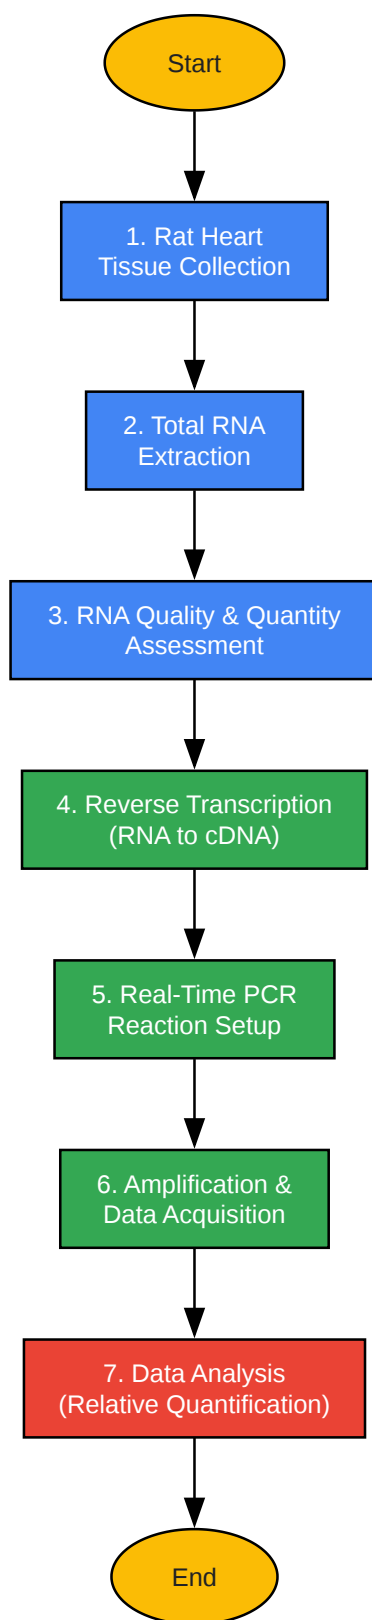 Start
1. Rat Heart
Tissue Collection
2. Total RNA
Extraction
3. RNA Quality & Quantity
Assessment
4. Reverse Transcription
(RNA to cDNA)
5. Real-Time PCR
Reaction Setup
6. Amplification &
Data Acquisition
7. Data Analysis
(Relative Quantification)
End